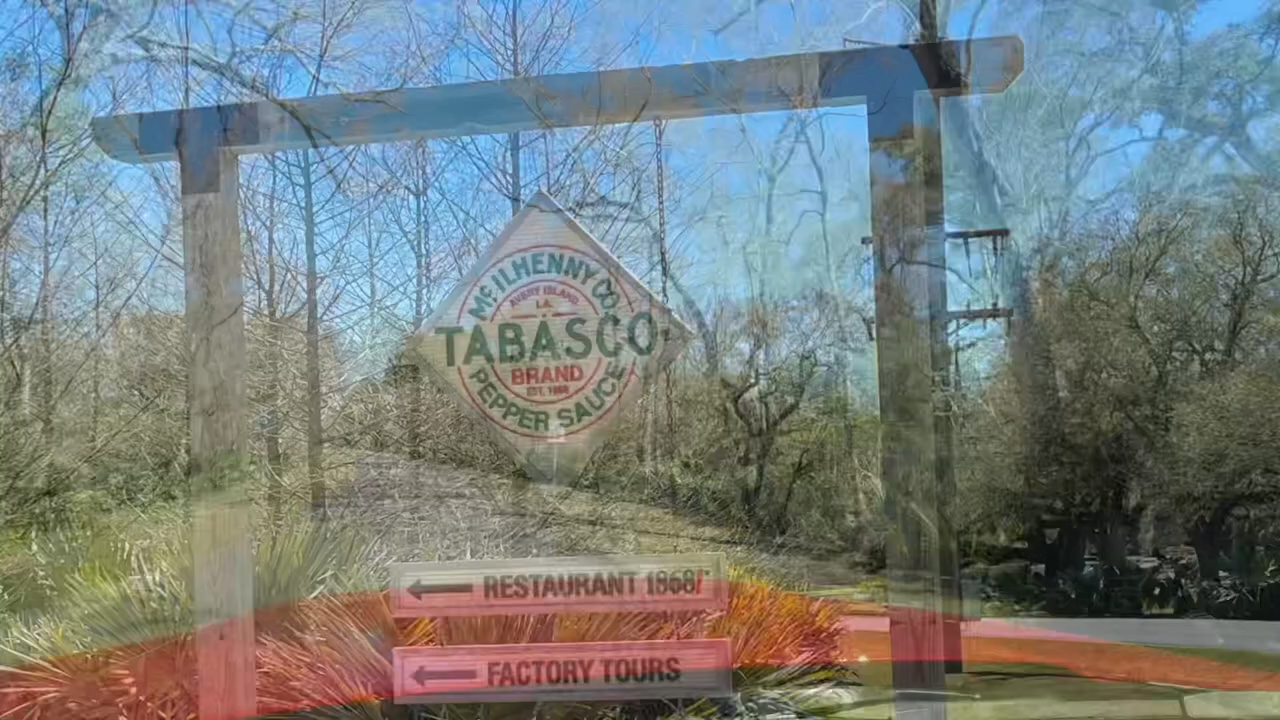 McILHENNY CO.
AVERY ISLAND,
LA.
TABASCO
BRAND
EST. 1868
PEPPER SAUCE
RESTAURANT 1868!
FACTORY TOURS